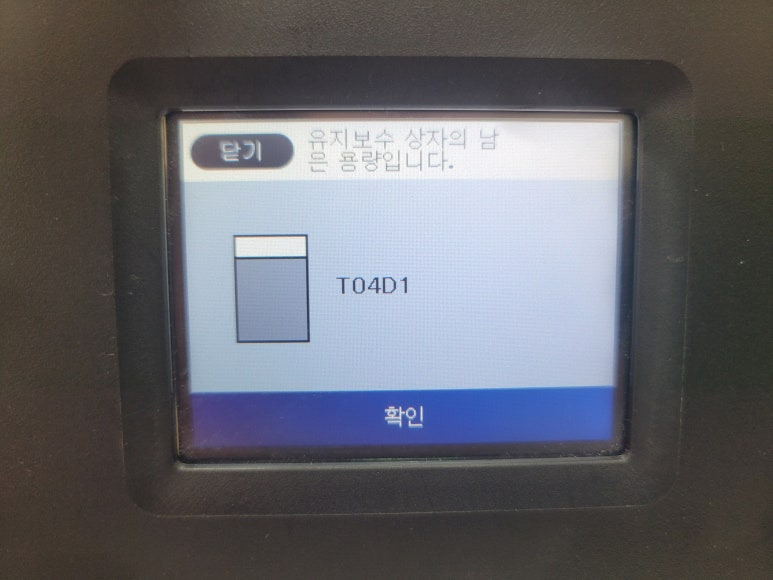 닫기
유지보수 상자의 남
은 용량입니다.
T04D1
확인